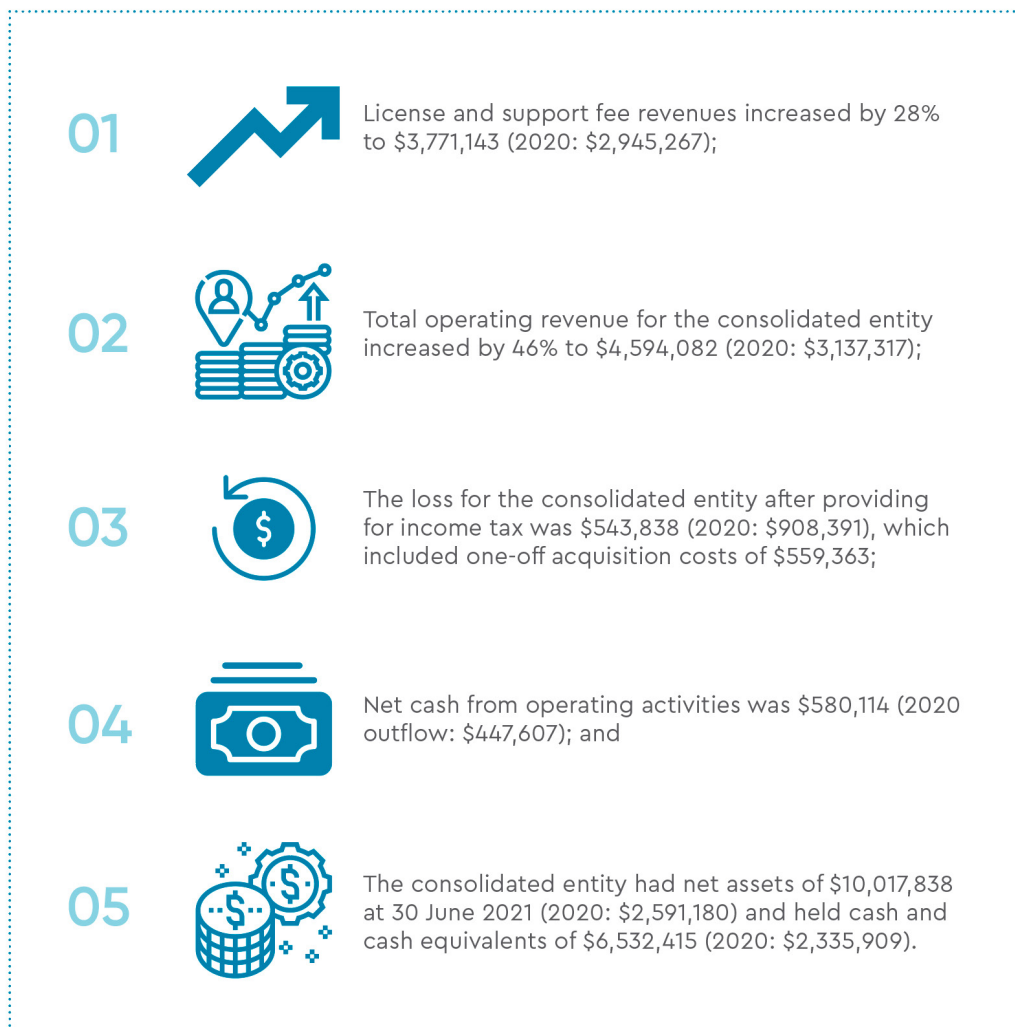 01
License and support fee revenues increased by 28%
to $3,771,143 (2020: $2,945,267);
02
Total operating revenue for the consolidated entity
increased by 46% to $4,594,082 (2020: $3,137,317);
03
$
The loss for the consolidated entity after providing
for income tax was $543,838 (2020: $908,391), which
included one-off acquisition costs of $559,363;
04
Net cash from operating activities was $580,114 (2020
outflow: $447,607); and
05
$
$
The consolidated entity had net assets of $10,017,838
at 30 June 2021 (2020: $2,591,180) and held cash and
cash equivalents of $6,532,415 (2020: $2,335,909).